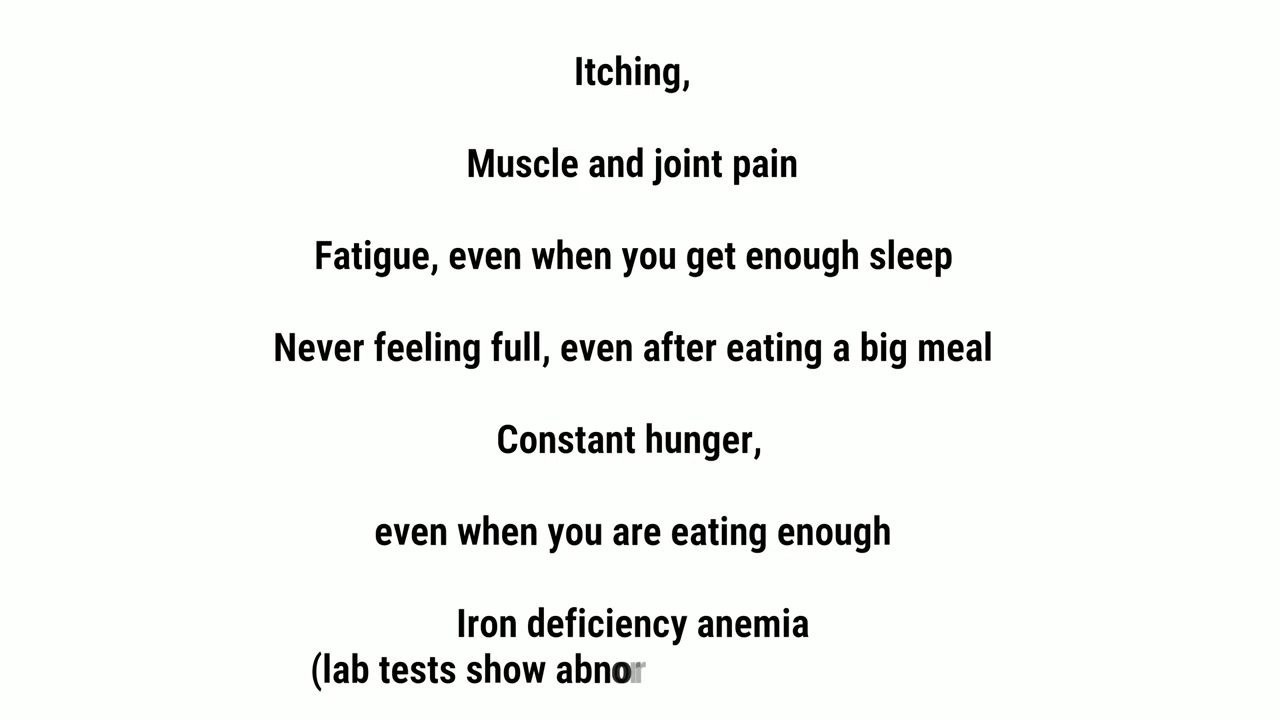 Itching,
Muscle and joint pain
Fatigue, even when you get enough sleep
Never feeling full, even after eating a big meal
Constant hunger,
even when you are eating enough
Iron deficiency anemia
(lab tests show